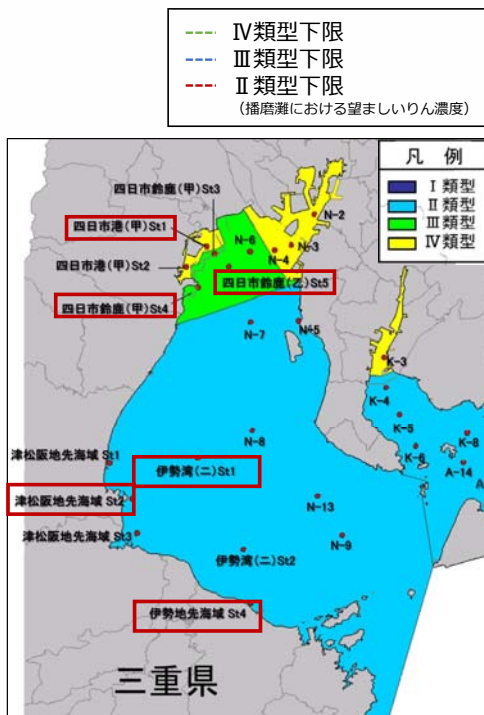 Ⅳ類型下限
Ⅲ類型下限
Ⅱ類型下限
(播磨灘における望ましいりん濃度)
凡 例
Ⅰ類型
Ⅱ類型
Ⅲ類型
Ⅳ類型
四日市鈴鹿(甲)St3
四日市港(甲)St1
N-2
N-6
N-3
N-4
四日市港(甲)St2
四日市鈴鹿(乙)St5
四日市鈴鹿(甲)St4
N-7
N-5
K-3
K-4
K-5
K-8
K-6
N-8
津松阪地先海域 St1
伊勢湾(二)St1
A-14
A
津松阪地先海域 St2
N-13
津松阪地先海域 St3
N-9
伊勢湾(二)St2
伊勢地先海域 St4
三重県